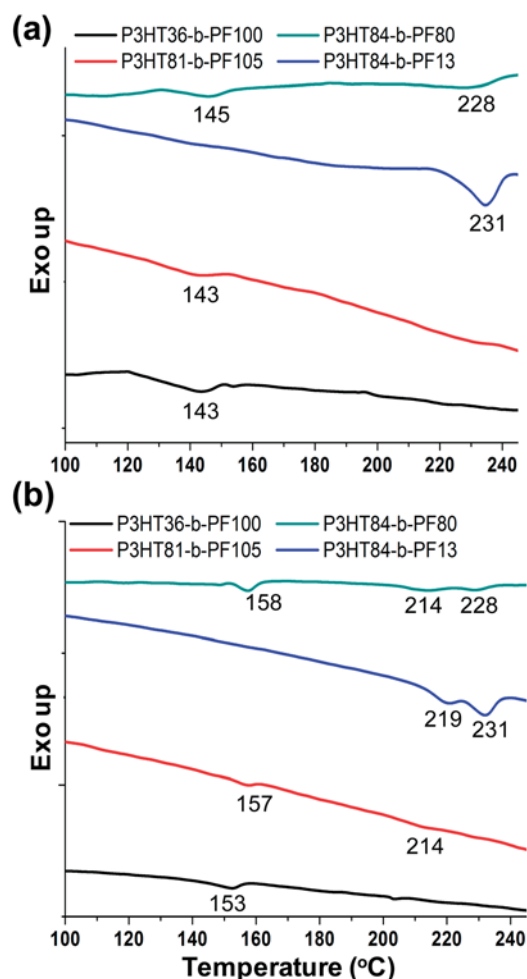 (a)
P3HT36-b-PF100 P3HT84-b-PF80
P3HT81-b-PF105 P3HT84-b-PF13
145 228
231
143
143
Exo up
100 120 140 160 180 200 220 240
(b)
P3HT36-b-PF100 P3HT84-b-PF80
P3HT81-b-PF105 P3HT84-b-PF13
158 214 228
219 231
157
214
153
Exo up
100 120 140 160 180 200 220 240
Temperature (oC)